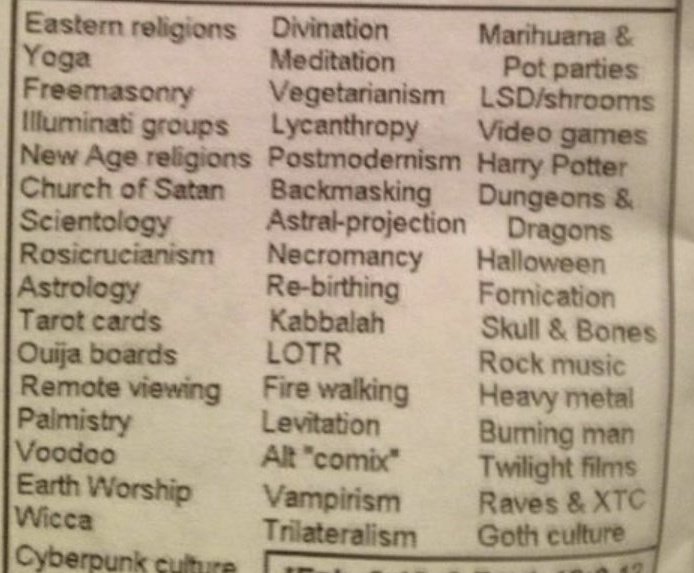 Eastern religions
Yoga
Freemasonry
Illuminati groups
New Age religions
Church of Satan
Scientology
Rosicrucianism
Astrology
Tarot cards
Ouija boards
Remote viewing
Palmistry
Voodoo
Earth Worship
Wicca
Cyberpunk culture
Divination
Meditation
Vegetarianism
Lycanthropy
Postmodernism
Backmasking
Astral-projection
Necromancy
Re-birthing
Kabbalah
LOTR
Fire walking
Levitation
Alt "comix"
Vampirism
Trilateralism
Marihuana &
Pot parties
LSD/shrooms
Video games
Harry Potter
Dungeons &
Dragons
Halloween
Fornication
Skull & Bones
Rock music
Heavy metal
Burning man
Twilight films
Raves & XTC
Goth culture